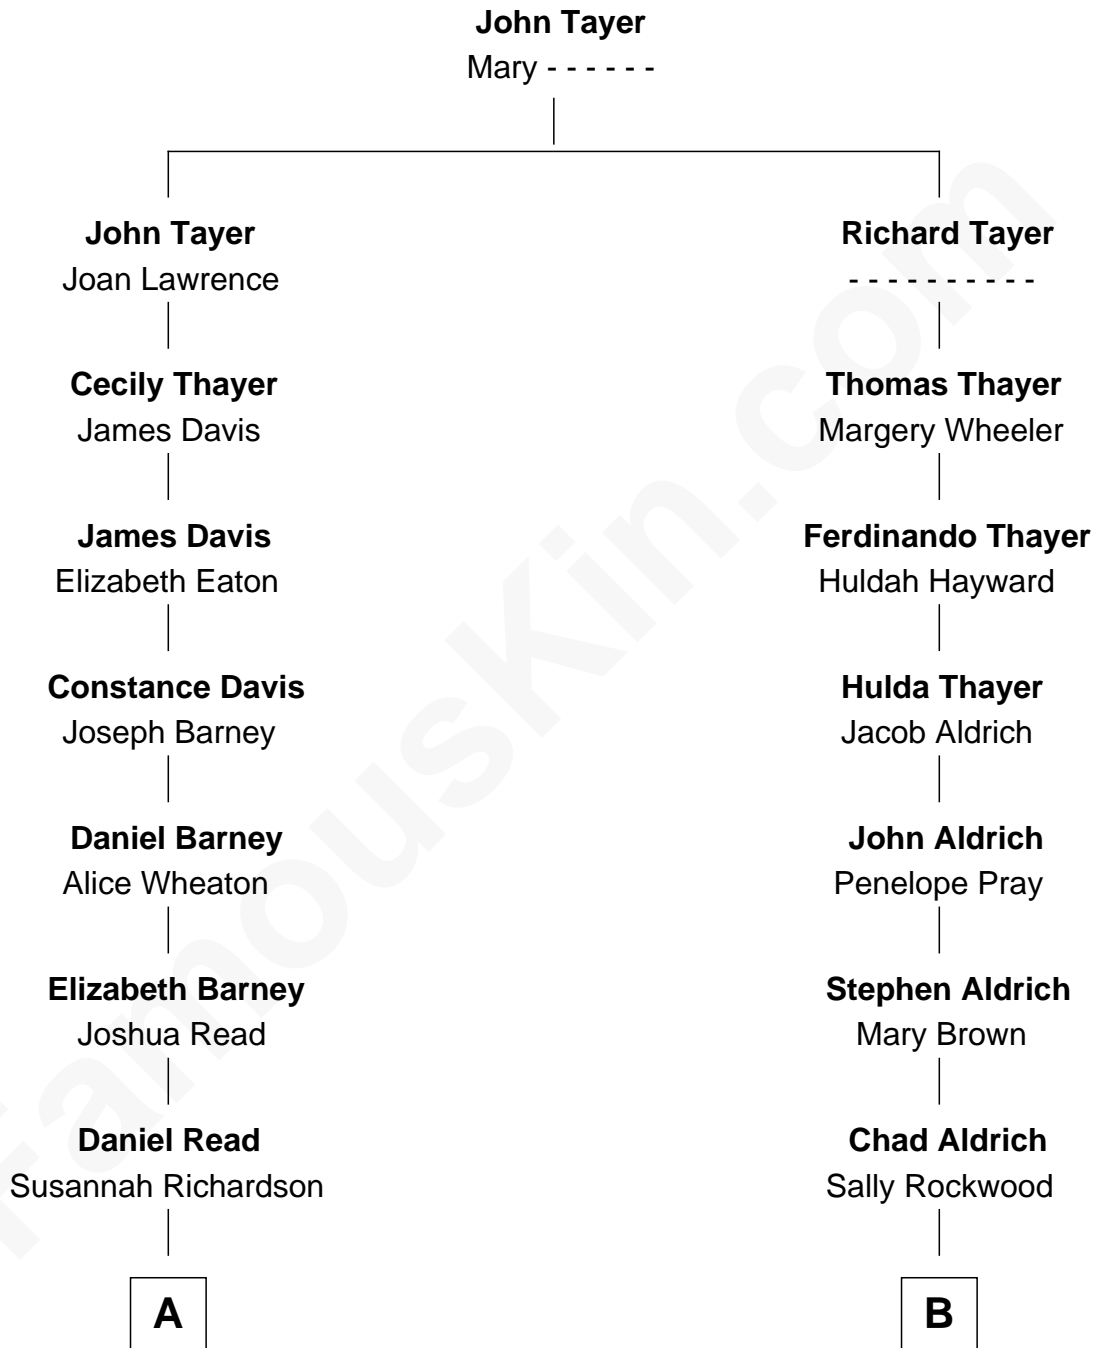 John Tayer
Mary - - - - - -
John Tayer
Joan Lawrence
Richard Tayer
- - - - - - - - - -
Cecily Thayer
James Davis
Thomas Thayer
Margery Wheeler
James Davis
Elizabeth Eaton
Ferdinando Thayer
Huldah Hayward
Constance Davis
Joseph Barney
Hulda Thayer
Jacob Aldrich
Daniel Barney
Alice Wheaton
John Aldrich
Penelope Pray
Elizabeth Barney
Joshua Read
Stephen Aldrich
Mary Brown
Daniel Read
Susannah Richardson
Chad Aldrich
Sally Rockwood
A
B
FamousKin.com